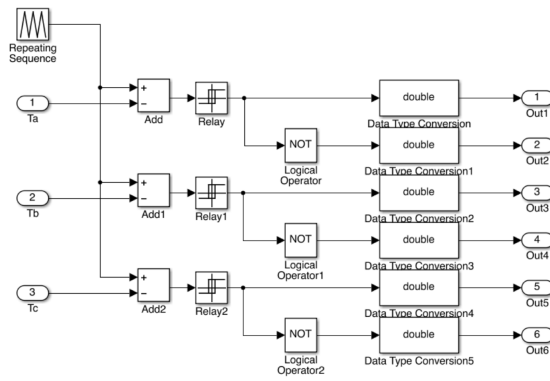 Repeating
Sequence
1
Ta
+
−
Add
Relay
double
Data Type Conversion
1
Out1
NOT
Logical
Operator
double
Data Type Conversion1
2
Out2
2
Tb
+
−
Add1
Relay1
double
Data Type Conversion2
3
Out3
NOT
Logical
Operator1
double
Data Type Conversion3
4
Out4
3
Tc
+
−
Add2
Relay2
double
Data Type Conversion4
5
Out5
NOT
Logical
Operator2
double
Data Type Conversion5
6
Out6